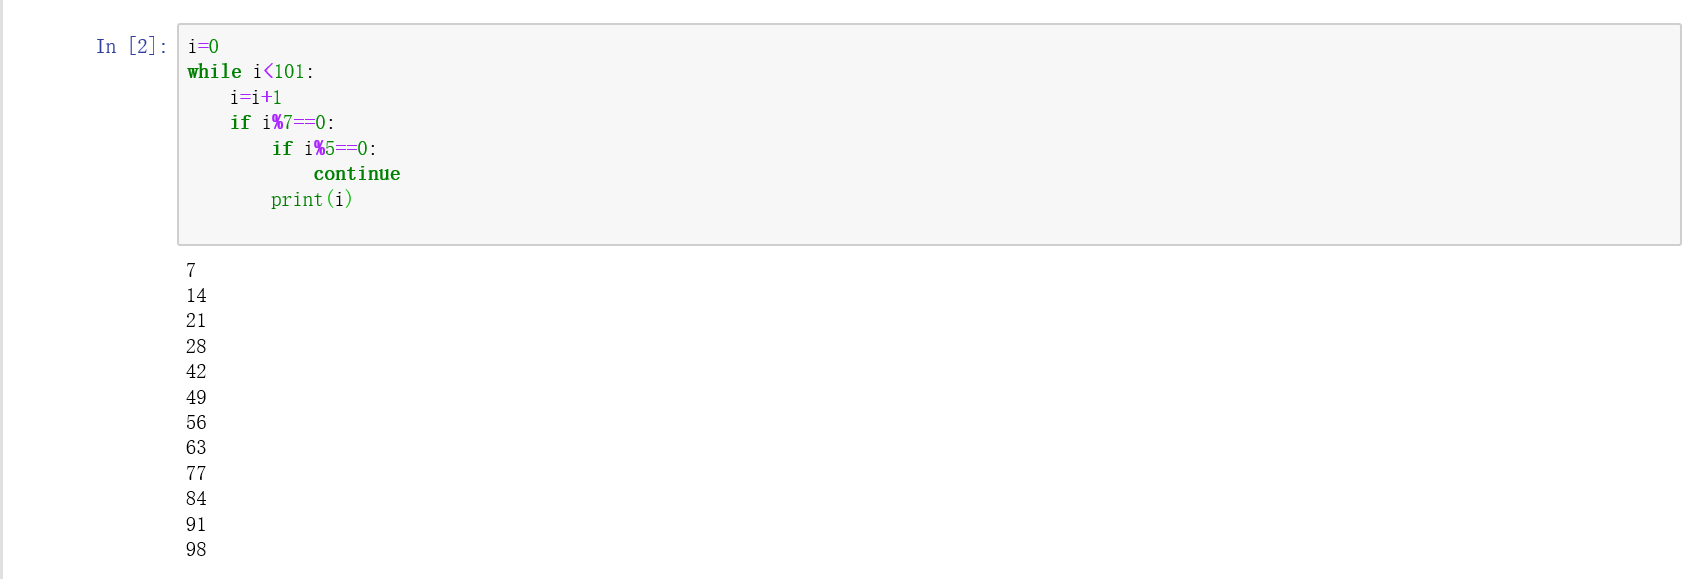 In [2]: i=0
while i<101:
    i=i+1
    if i%7==0:
        if i%5==0:
            continue
        print(i)
7
14
21
28
42
49
56
63
77
84
91
98